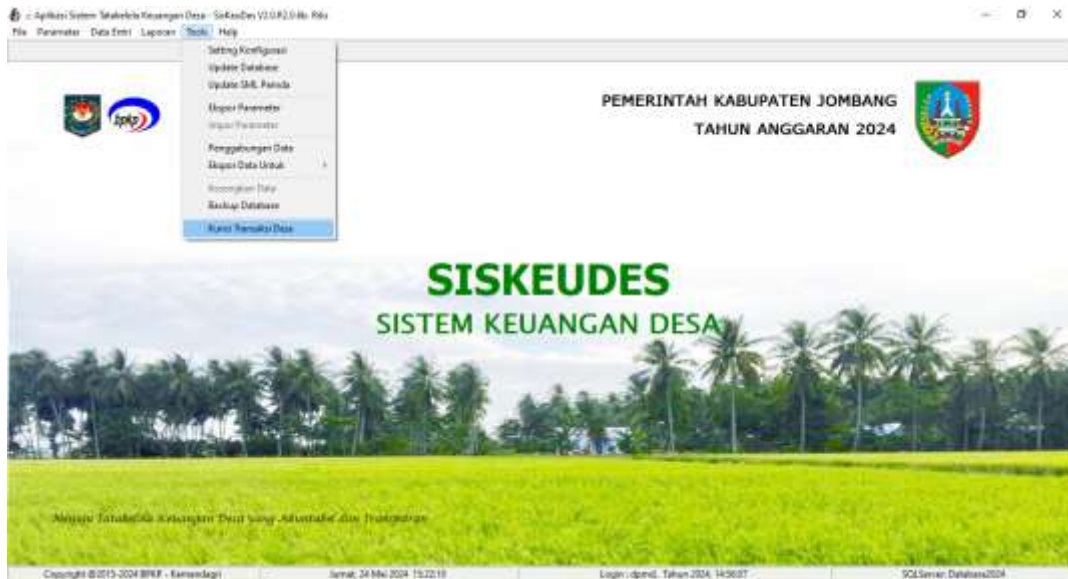 :: Aplikasi Sistem Tatakelola Keuangan Desa - SisKeuDes V2.0.R2.0.6b. Rilis
File Parameter Data Entri Laporan Tools Help
Setting Konfigurasi
Update Database
Update SML Pemda
Ekspor Parameter
Impor Parameter
Penggabungan Data
Ekspor Data Untuk
Kosongkan Data
Backup Database
Kunci Transaksi Desa
bpkp
PEMERINTAH KABUPATEN JOMBANG
TAHUN ANGGARAN 2024
SISKEUDES
SISTEM KEUANGAN DESA
Menuju Tatakelola Keuangan Desa yang Akuntabel dan Transparan
Copyright @2015-2024 BPKP - Kemendagri
Jumat, 24 Mei 2024 15:22:10
Login : dpmd, Tahun 2024, 14:56:07
SQLServer: Database2024